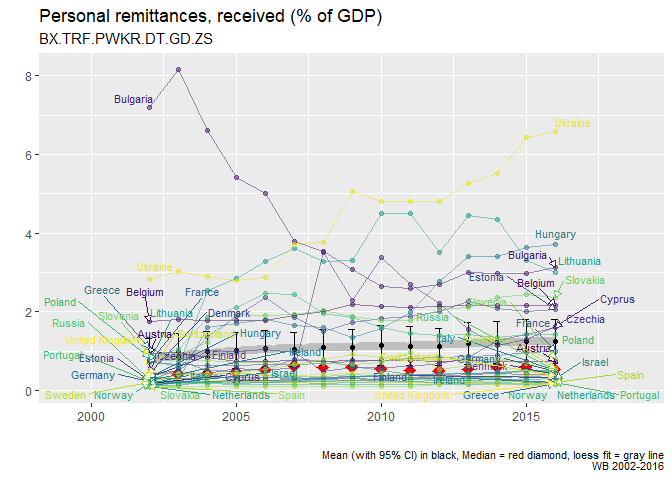 Personal remittances, received (% of GDP)
BX.TRF.PWKR.DT.GD.ZS
8
Bulgaria
Ukraine
6
4
Hungary
Bulgaria
Ukraine
Lithuania
Estonia
Slovakia
Greece
Belgium
France
Belgium
Poland
Slovenia
Cyprus
2
Slovenia
Lithuania
Denmark
Russia
Czechia
Russia
France
United Kingdom
Austria
Hungary
Italy
Poland
Portugal
Estonia
Czechia
Finland
Ireland
Austria
Germany
Israel
Germany
Cyprus
Israel
Finland
Ireland
Spain
0
Sweden
Norway
Slovakia
Netherlands
Spain
United Kingdom
Greece
Norway
Netherlands
Portugal
2000
2005
2010
2015
Mean (with 95% CI) in black, Median = red diamond, loess fit = gray line
WB 2002-2016